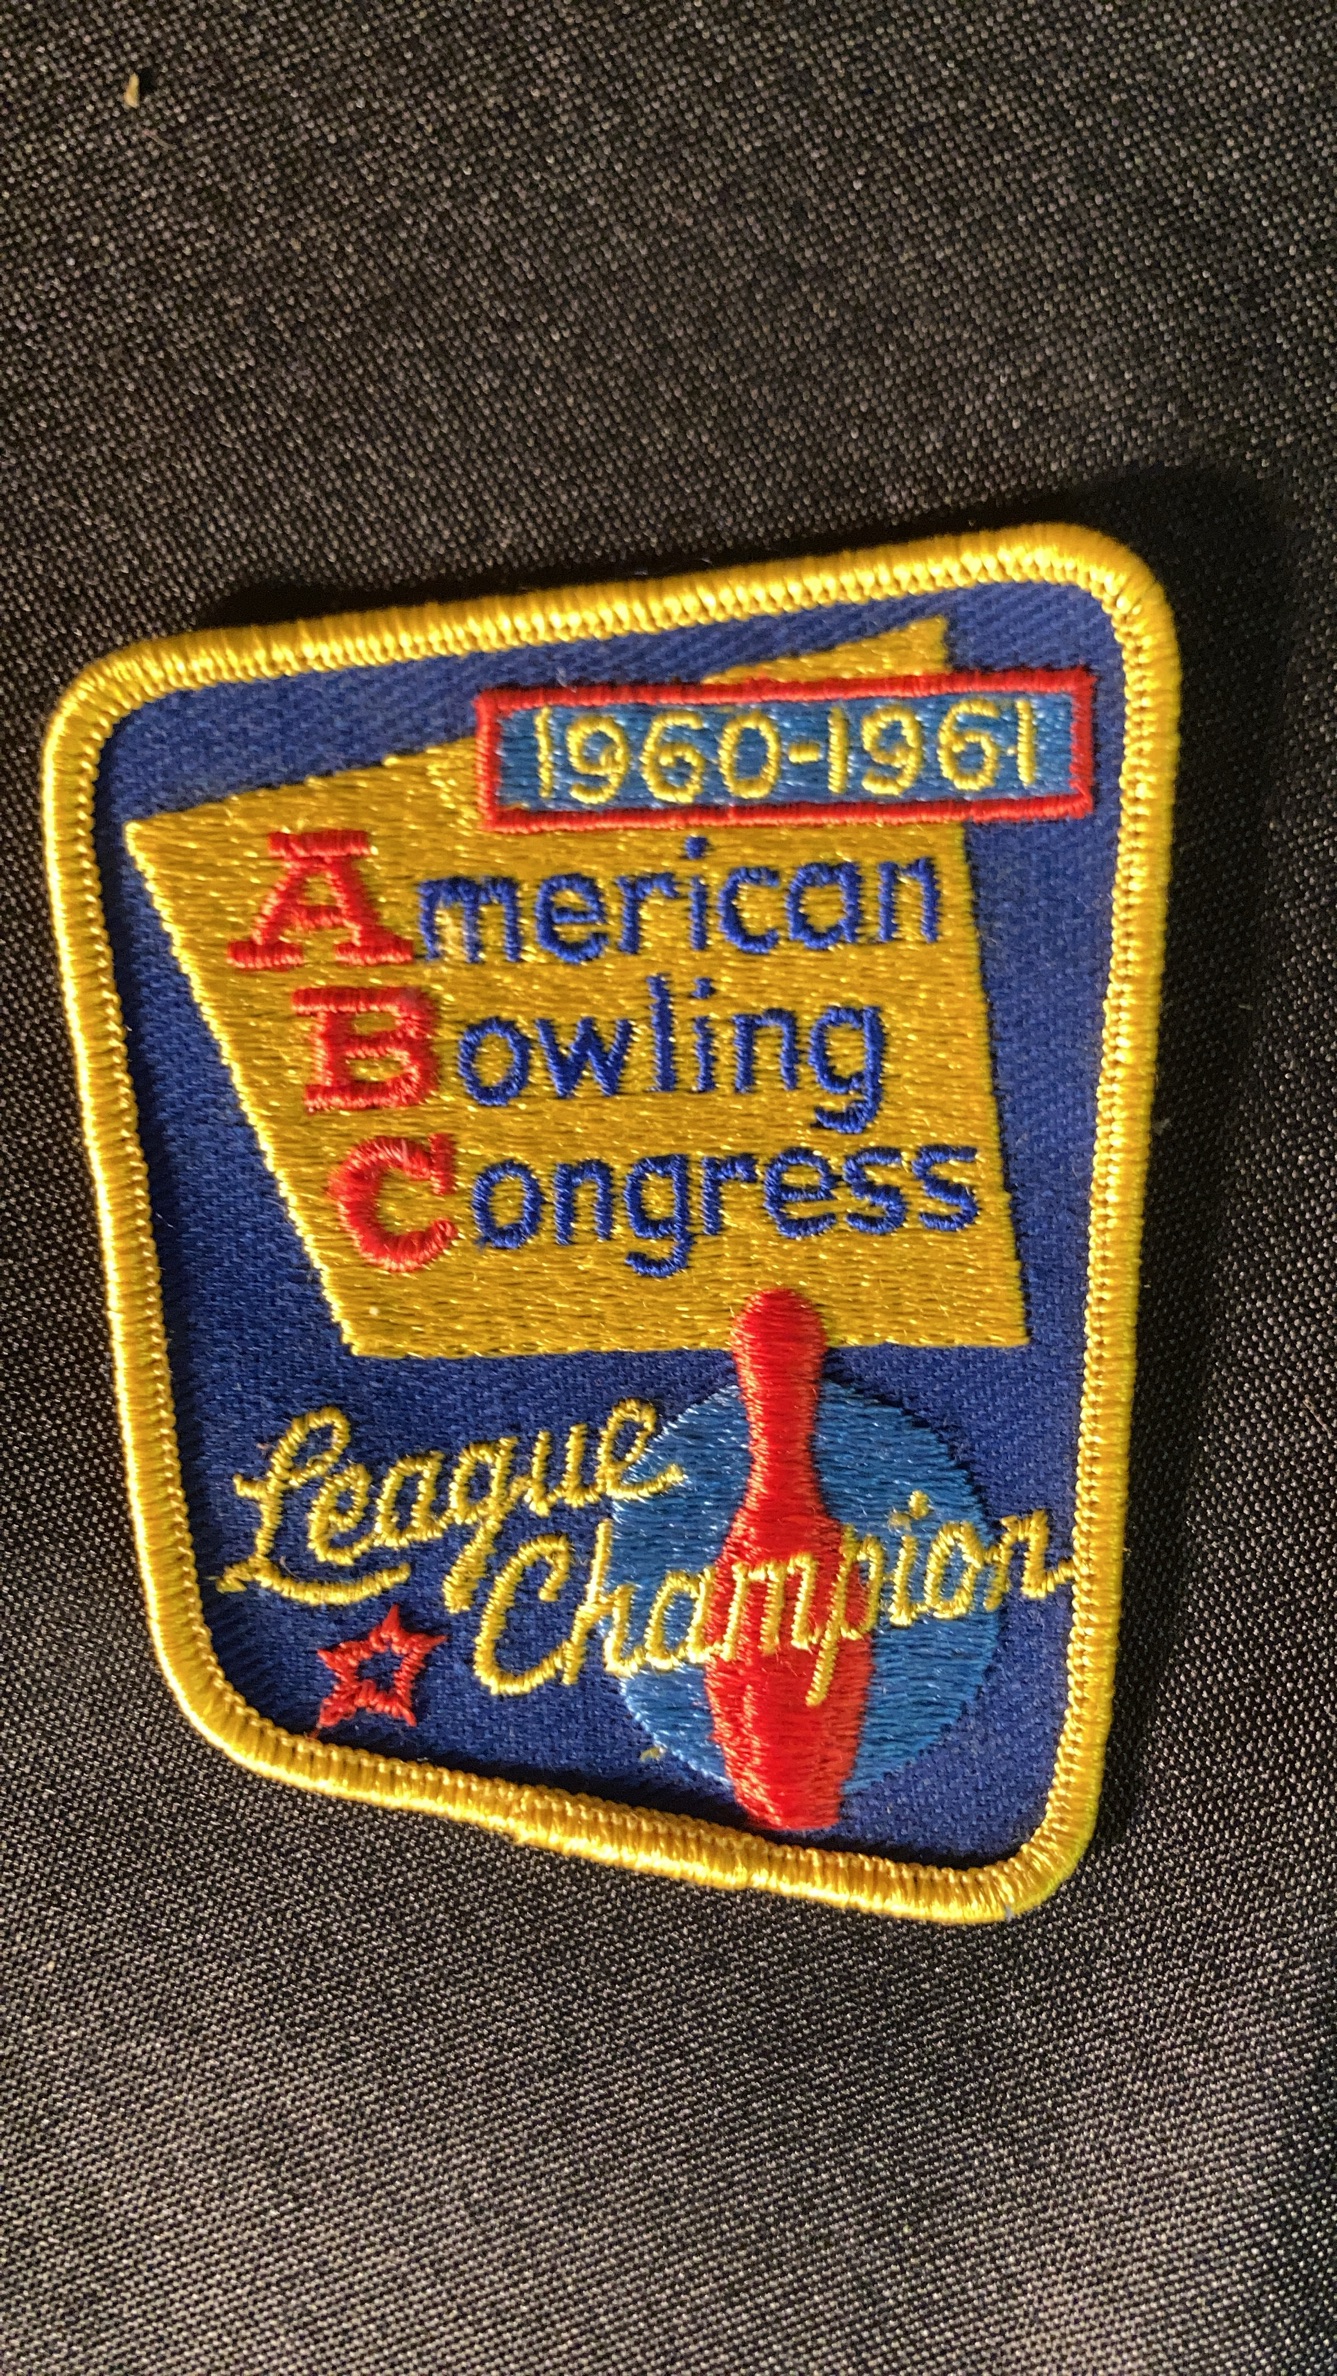 1960-1961
American
Bowling
Congress
League
Champion